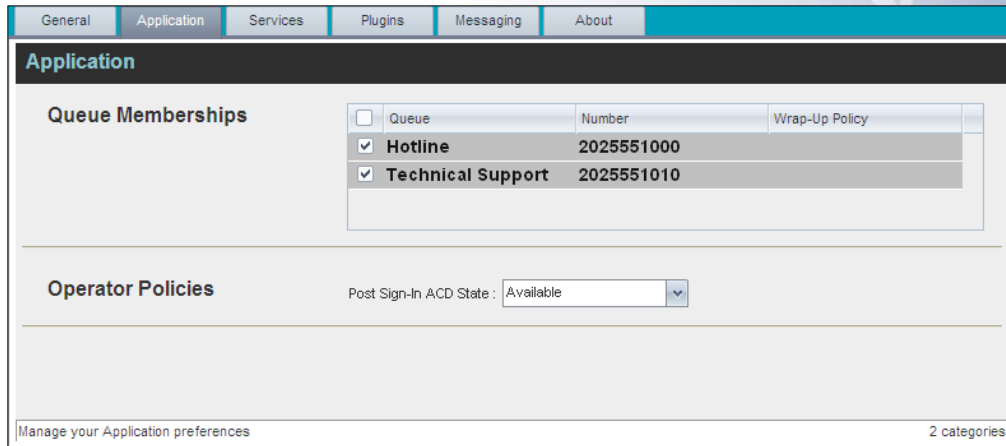 General Application Services Plugins Messaging About
Application
Queue Memberships
Queue Number Wrap-Up Policy
Hotline 2025551000
Technical Support 2025551010
Operator Policies Post Sign-In ACD State : Available
Manage your Application preferences 2 categories